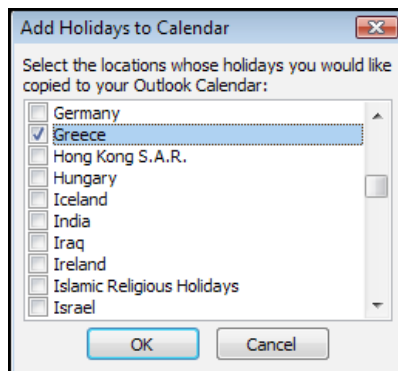 Add Holidays to Calendar
Select the locations whose holidays you would like
copied to your Outlook Calendar:
Germany
Greece
Hong Kong S.A.R.
Hungary
Iceland
India
Iraq
Ireland
Islamic Religious Holidays
Israel
OK
Cancel